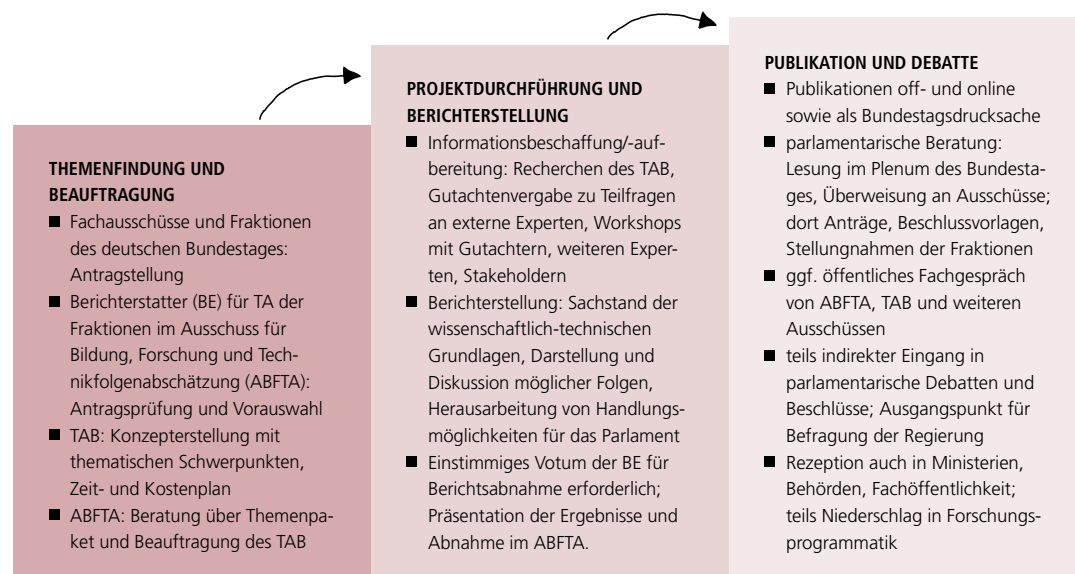 THEMENFINDUNG UND
BEAUFTRAGUNG
■ Fachausschüsse und Fraktionen
des deutschen Bundestages:
Antragstellung
■ Berichterstatter (BE) für TA der
Fraktionen im Ausschuss für
Bildung, Forschung und Tech-
nikfolgenabschätzung (ABFTA):
Antragsprüfung und Vorauswahl
■ TAB: Konzepterstellung mit
thematischen Schwerpunkten,
Zeit- und Kostenplan
■ ABFTA: Beratung über Themenpa-
ket und Beauftragung des TAB
PROJEKTDURCHFÜHRUNG UND
BERICHTERSTELLUNG
■ Informationsbeschaffung/-auf-
bereitung: Recherchen des TAB,
Gutachtenvergabe zu Teilfragen
an externe Experten, Workshops
mit Gutachtern, weiteren Exper-
ten, Stakeholdern
■ Berichterstellung: Sachstand der
wissenschaftlich-technischen
Grundlagen, Darstellung und
Diskussion möglicher Folgen,
Herausarbeitung von Handlungs-
möglichkeiten für das Parlament
■ Einstimmiges Votum der BE für
Berichtsabnahme erforderlich;
Präsentation der Ergebnisse und
Abnahme im ABFTA.
PUBLIKATION UND DEBATTE
■ Publikationen off- und online
sowie als Bundestagsdrucksache
■ parlamentarische Beratung:
Lesung im Plenum des Bundesta-
ges, Überweisung an Ausschüsse;
dort Anträge, Beschlussvorlagen,
Stellungnahmen der Fraktionen
■ ggf. öffentliches Fachgespräch
von ABFTA, TAB und weiteren
Ausschüssen
■ teils indirekter Eingang in
parlamentarische Debatten und
Beschlüsse; Ausgangspunkt für
Befragung der Regierung
■ Rezeption auch in Ministerien,
Behörden, Fachöffentlichkeit;
teils Niederschlag in Forschungs-
programmatik